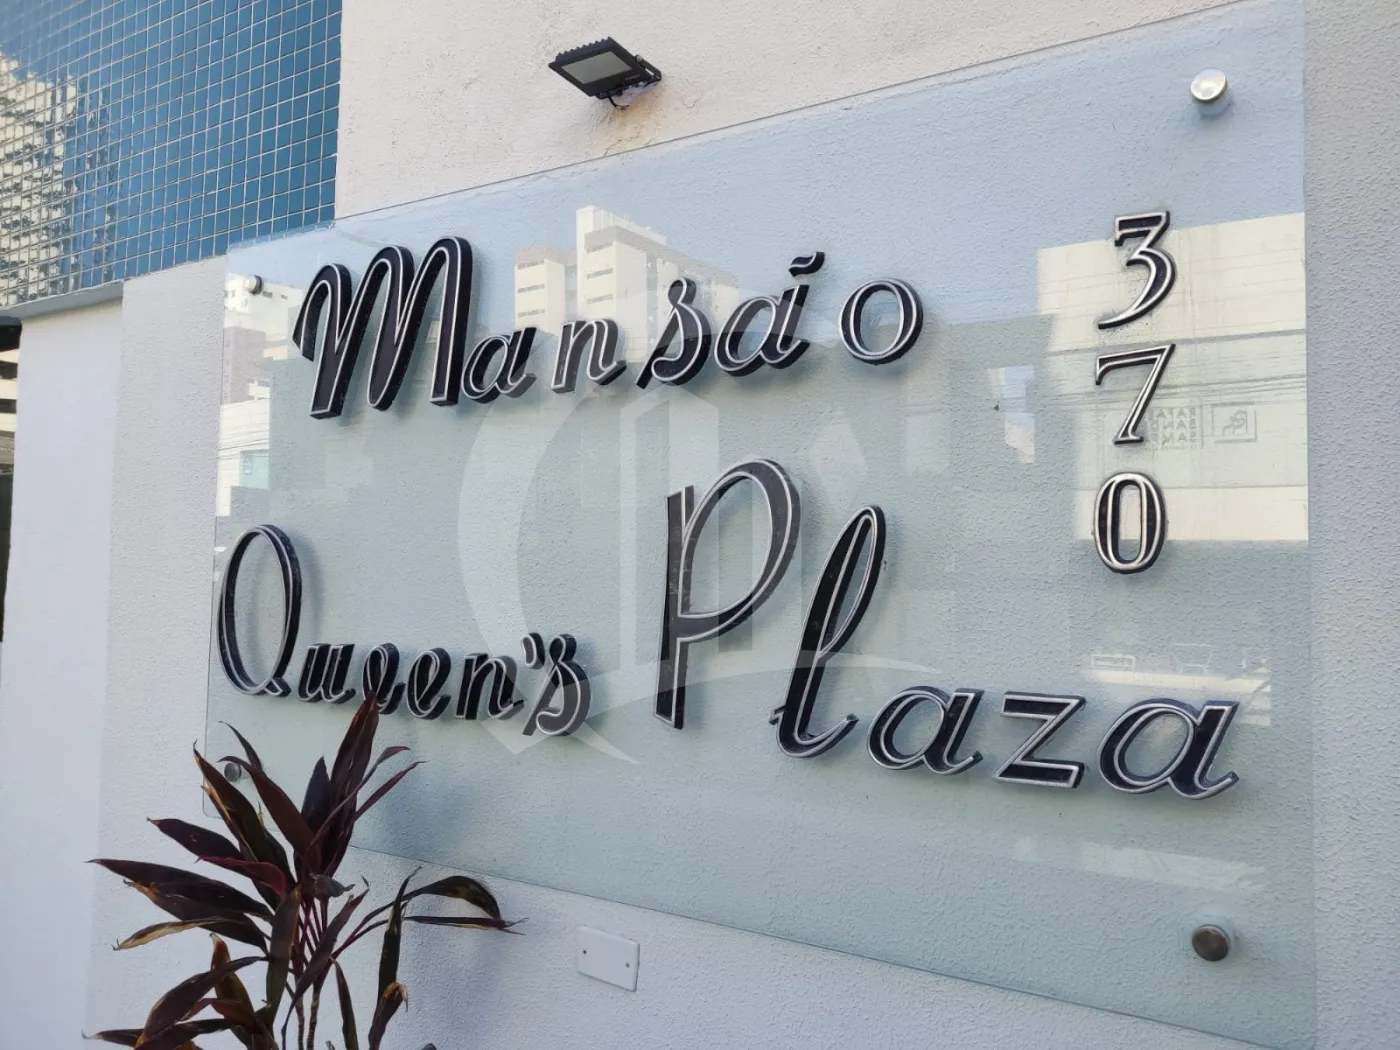 Mansão
370
Queen's Plaza